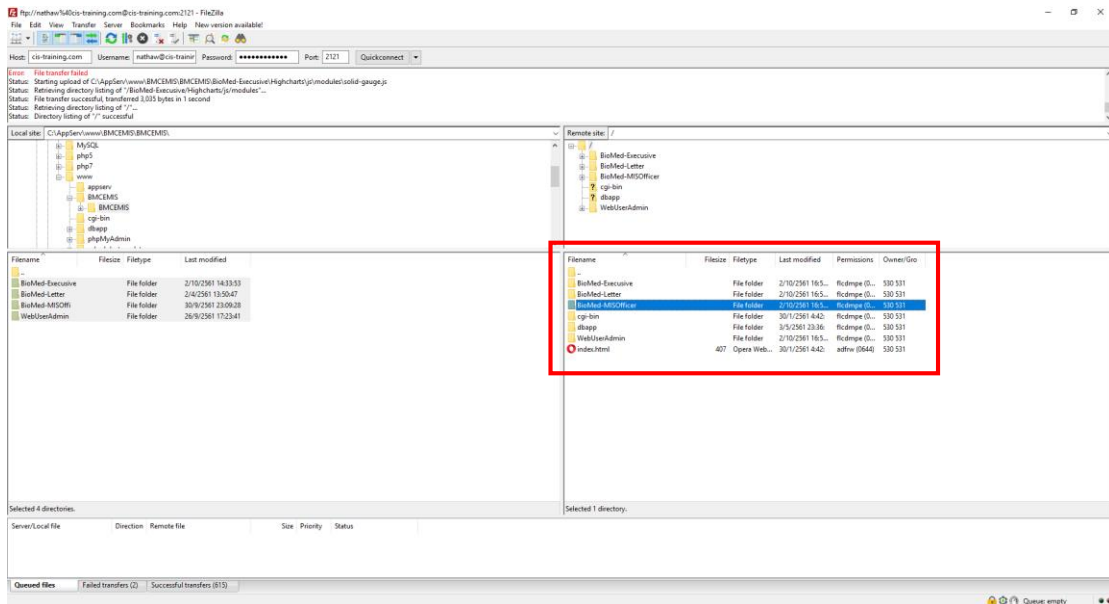 ftp://nathaw%40cis-training.com@cis-training.com:2121 - FileZilla
File Edit View Transfer Server Bookmarks Help New version available!
Host: cis-training.com Username: nathaw@cis-trainir Password: ●●●●●●●●●●●● Port: 2121 Quickconnect
Error: File transfer failed
Status: Starting upload of C:\AppServ\www\BMCEMIS\BMCEMIS\BioMed-Execusive\Highcharts\js\modules\solid-gauge.js
Status: Retrieving directory listing of "/BioMed-Execusive/Highcharts/js/modules"...
Status: File transfer successful, transferred 3,035 bytes in 1 second
Status: Retrieving directory listing of "/"...
Status: Directory listing of "/" successful
Local site: C:\AppServ\www\BMCEMIS\BMCEMIS\
MySQL
php5
php7
www
appserv
BMCEMIS
BMCEMIS
cgi-bin
dbapp
phpMyAdmin
Remote site: /
/
BioMed-Execusive
BioMed-Letter
BioMed-MISOfficer
cgi-bin
dbapp
WebUserAdmin
Filename Filesize Filetype Last modified
..
BioMed-Execusive File folder 2/10/2561 14:33:53
BioMed-Letter File folder 2/4/2561 13:50:47
BioMed-MISOffi File folder 30/9/2561 23:09:28
WebUserAdmin File folder 26/9/2561 17:23:41
Selected 4 directories.
Filename Filesize Filetype Last modified Permissions Owner/Gro
..
BioMed-Execusive File folder 2/10/2561 16:5... flcdmpe (0... 530 531
BioMed-Letter File folder 2/10/2561 16:5... flcdmpe (0... 530 531
BioMed-MISOfficer File folder 2/10/2561 16:5... flcdmpe (0... 530 531
cgi-bin File folder 30/1/2561 4:42: flcdmpe (0... 530 531
dbapp File folder 3/5/2561 23:36: flcdmpe (0... 530 531
WebUserAdmin File folder 2/10/2561 16:5... flcdmpe (0... 530 531
index.html 407 Opera Web... 30/1/2561 4:42: adfrw (0644) 530 531
Selected 1 directory.
Server/Local file Direction Remote file Size Priority Status
Queued files Failed transfers (2) Successful transfers (615)
Queue: empty